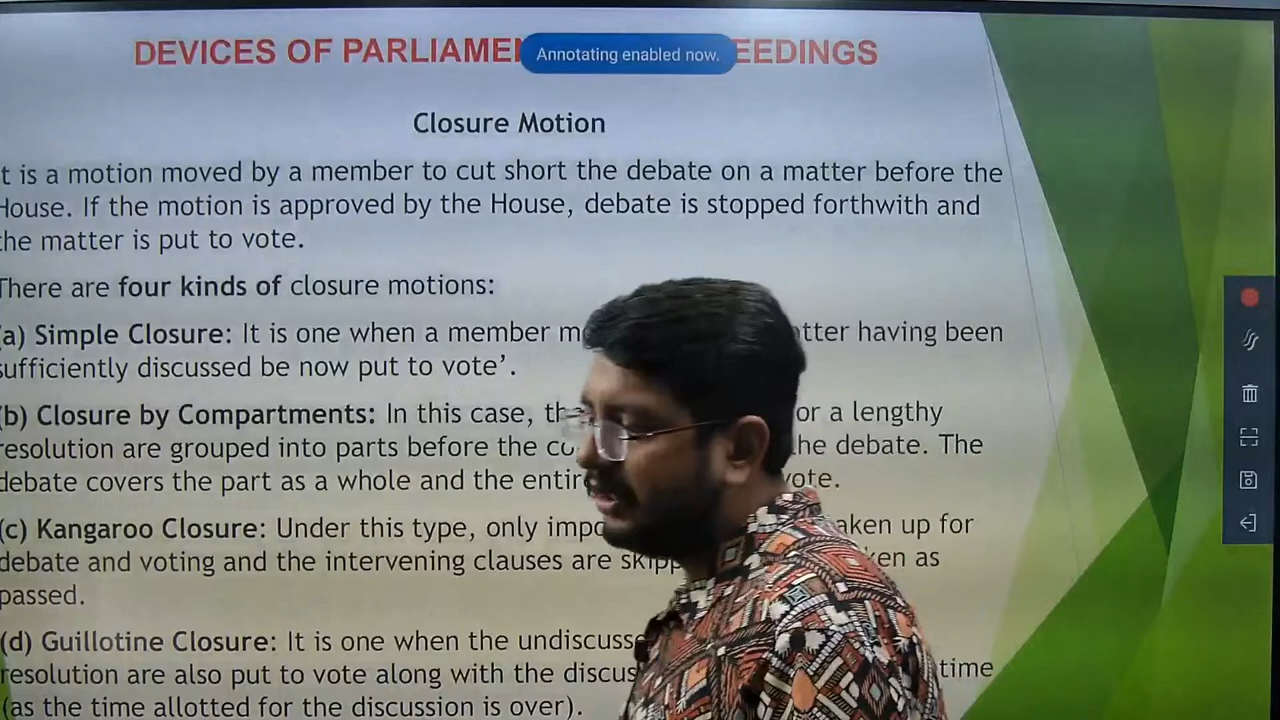 DEVICES OF PARLIAMEN EEDINGS
Annotating enabled now.
Closure Motion
t is a motion moved by a member to cut short the debate on a matter before the
House. If the motion is approved by the House, debate is stopped forthwith and
the matter is put to vote.
There are four kinds of closure motions:
(a) Simple Closure: It is one when a member m tter having been
sufficiently discussed be now put to vote’.
(b) Closure by Compartments: In this case, th or a lengthy
resolution are grouped into parts before the co he debate. The
debate covers the part as a whole and the entir vote.
(c) Kangaroo Closure: Under this type, only impo aken up for
debate and voting and the intervening clauses are skipp en as
passed.
(d) Guillotine Closure: It is one when the undiscusse
resolution are also put to vote along with the discus time
(as the time allotted for the discussion is over).